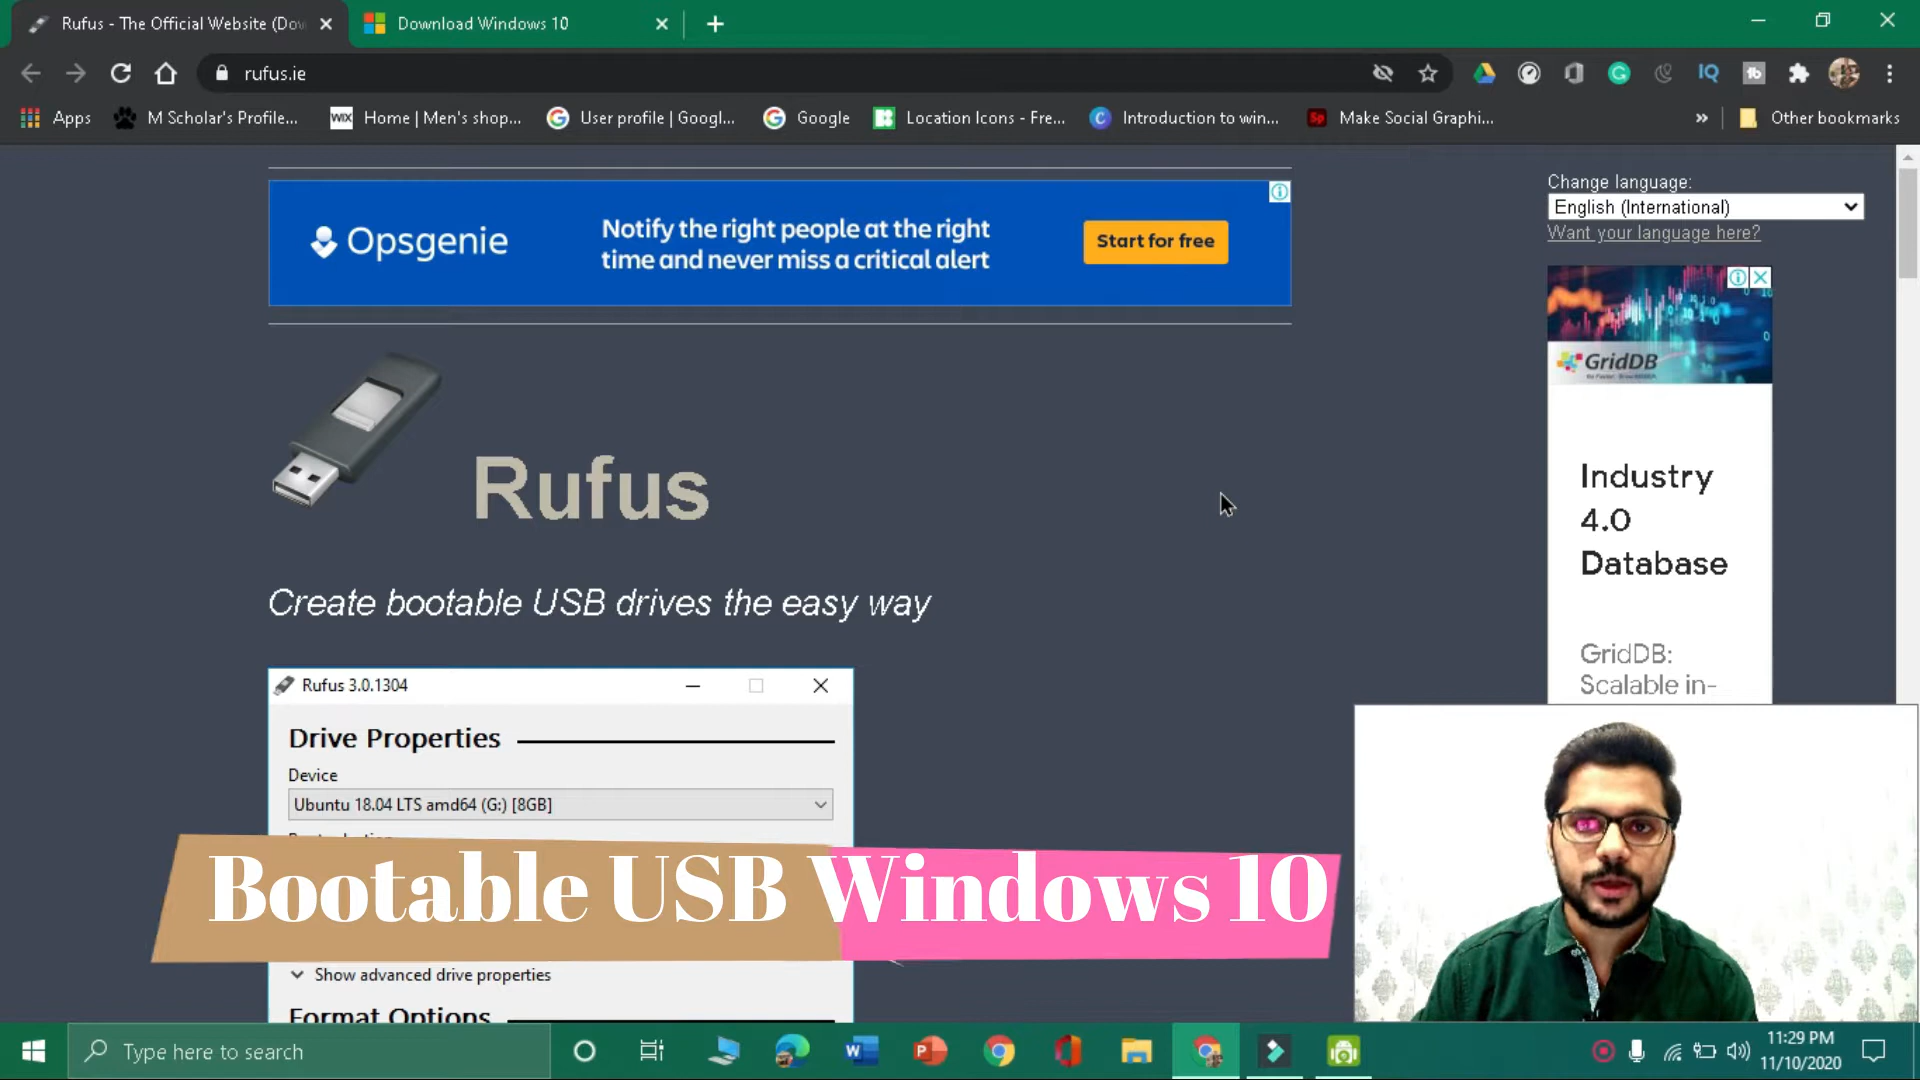 Rufus - The Official Website (Dov
Download Windows 10
rufus.ie
Apps
M Scholar's Profile...
WIX
Home | Men's shop...
User profile | Googl...
Google
Location Icons - Fre...
Introduction to win...
Sp
Make Social Graphi...
»
Other bookmarks
Change language:
English (International)
Want your language here?
Opsgenie
Notify the right people at the right
time and never miss a critical alert
Start for free
GridDB
Industry
4.0
Database
GridDB:
Scalable in-
Rufus
Create bootable USB drives the easy way
Rufus 3.0.1304
Drive Properties
Device
Ubuntu 18.04 LTS amd64 (G:) [8GB]
Bootable USB Windows 10
Show advanced drive properties
Format Options
Type here to search
11:29 PM
11/10/2020